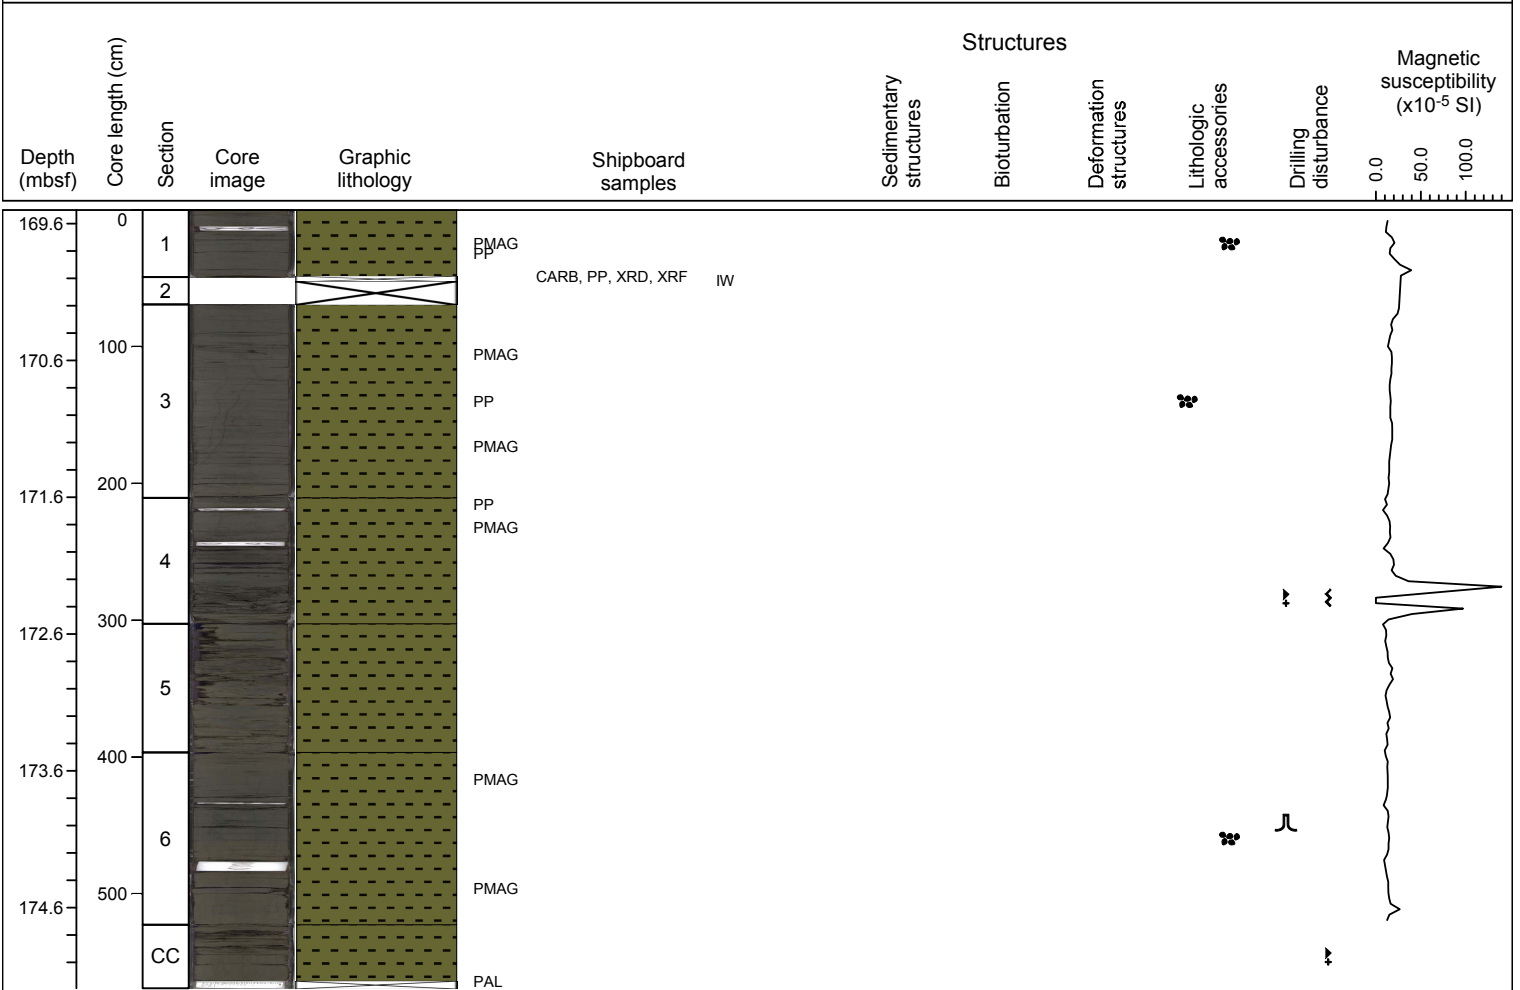 Structures
Depth
(mbsf)
Core length (cm)
Section
Core
image
Graphic
lithology
Shipboard
samples
Sedimentary
structures
Bioturbation
Deformation
structures
Lithologic
accessories
Drilling
disturbance
Magnetic
susceptibility
(x10-5 SI)
0.0
50.0
100.0
169.6
170.6
171.6
172.6
173.6
174.6
0
100
200
300
400
500
1
2
3
4
5
6
CC
PMAG
PP
CARB, PP, XRD, XRF IW
PMAG
PP
PMAG
PP
PMAG
PMAG
PMAG
PAL